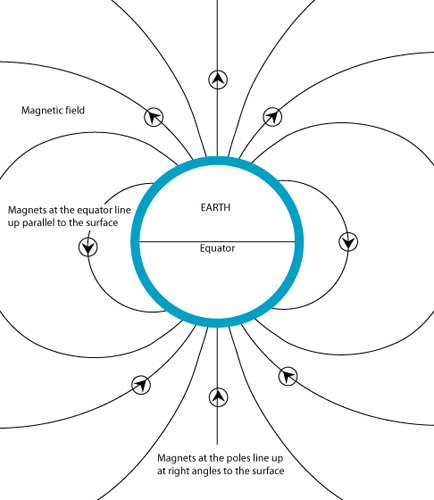 Magnetic field
EARTH
Magnets at the equator line
up parallel to the surface
Equator
Magnets at the poles line up
at right angles to the surface